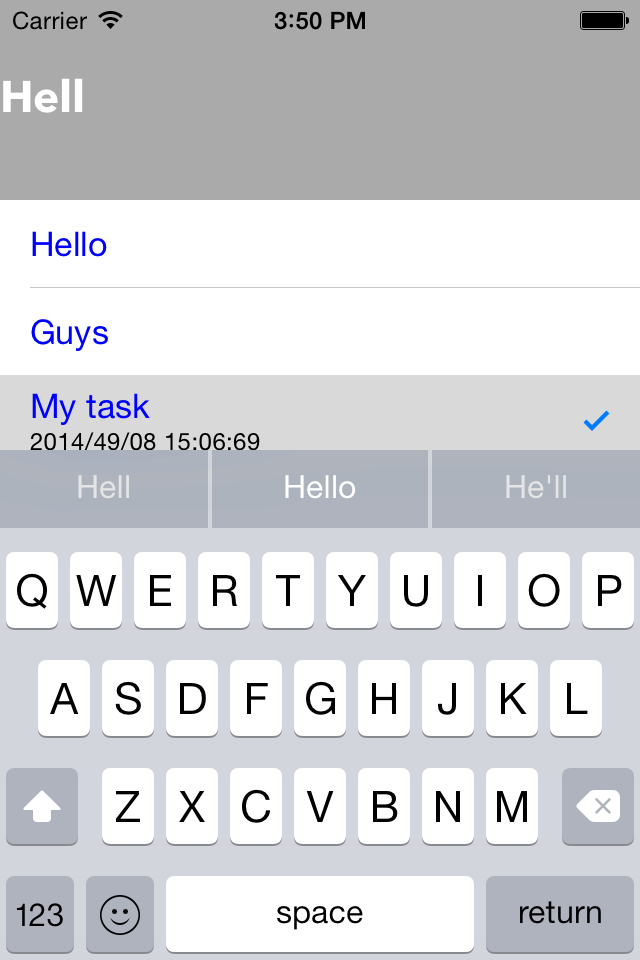 Carrier 3:50 PM
Hell
Hello
Guys
My task
2014/49/08 15:06:69
Hell Hello He'll
Q W E R T Y U I O P
A S D F G H J K L
Z X C V B N M
123 space return